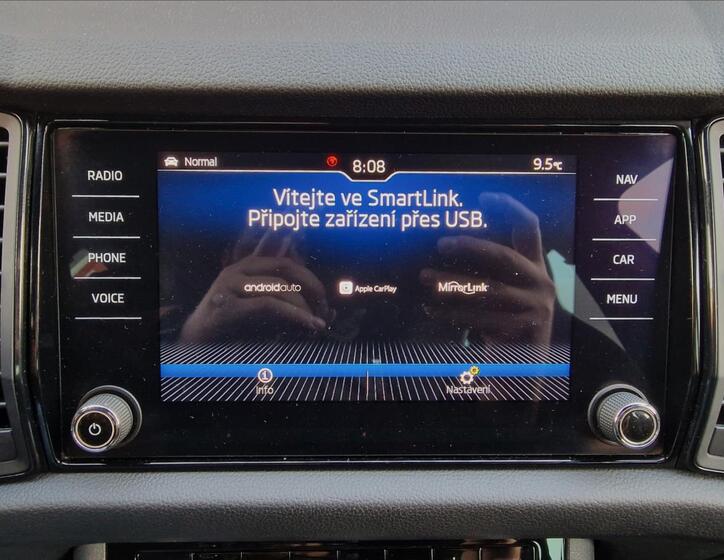 RADIO
MEDIA
PHONE
VOICE
Normal
8:08
9.5°C
Vítejte ve SmartLink.
Připojte zařízení přes USB.
androidauto
Apple CarPlay
MirrorLink
Info
Nastavení
NAV
APP
CAR
MENU